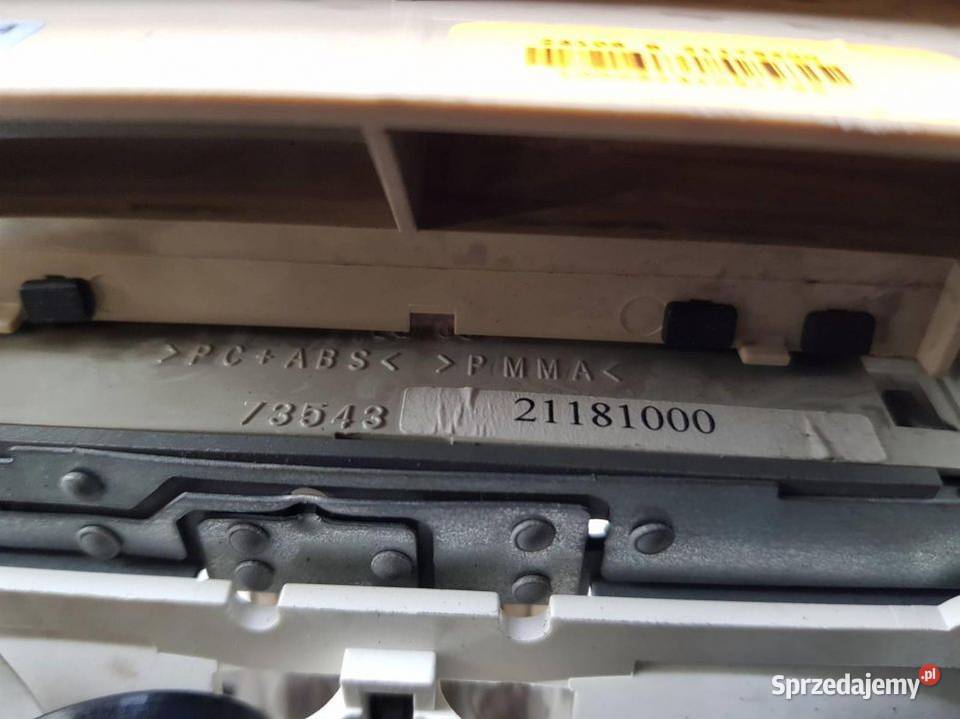 >PC+ABS< >PMMA<
73543 21181000
Sprzedajemy.pl